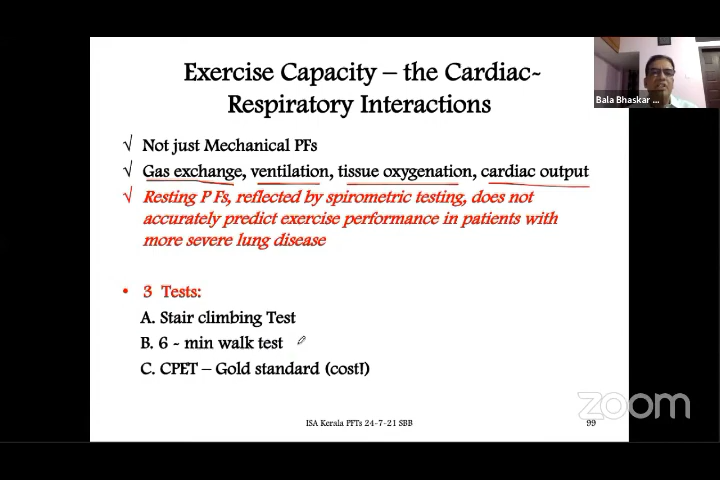 Exercise Capacity – the Cardiac-
Respiratory Interactions
√ Not just Mechanical PFs
√ Gas exchange, ventilation, tissue oxygenation, cardiac output
√ Resting P Fs, reflected by spirometric testing, does not
accurately predict exercise performance in patients with
more severe lung disease
• 3 Tests:
A. Stair climbing Test
B. 6 - min walk test
C. CPET – Gold standard (cost!)
ISA Kerala PFTs 24-7-21 SBB
99
Bala Bhaskar ...
zoom